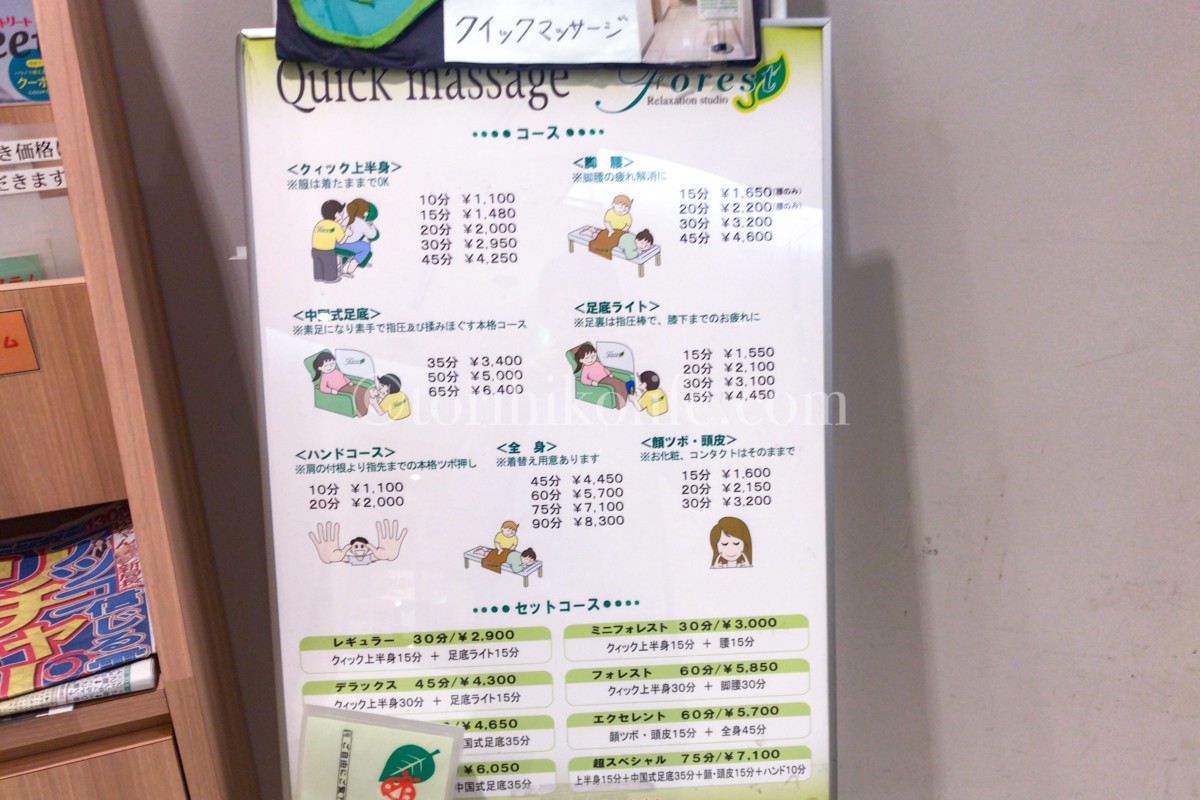 クイックマッサージ
Quick massage
Forest
Relaxation studio
コース
<クィック上半身>
※服は着たままでOK
10分 ￥1,100
15分 ￥1,480
20分 ￥2,000
30分 ￥2,950
45分 ￥4,250
<脚 腰>
※脚腰の疲れ解消に
15分 ￥1,650(腰のみ)
20分 ￥2,200(腰のみ)
30分 ￥3,200
45分 ￥4,600
<中国式足底>
※素足になり素手で指圧及び揉みほぐす本格コース
35分 ￥3,400
50分 ￥5,000
65分 ￥6,400
<足底ライト>
※足裏は指圧棒で、膝下までのお疲れに
15分 ￥1,550
20分 ￥2,100
30分 ￥3,100
45分 ￥4,450
©torimikorific.com
<ハンドコース>
※肩の付根より指先までの本格ツボ押し
10分 ￥1,100
20分 ￥2,000
<全 身>
※着替え用意あります
45分 ￥4,450
60分 ￥5,700
75分 ￥7,100
90分 ￥8,300
<顔ツボ・頭皮>
※お化粧、コンタクトはそのままで
15分 ￥1,600
20分 ￥2,150
30分 ￥3,200
セットコース
レギュラー 30分/￥2,900
クィック上半身15分 + 足底ライト15分
デラックス 45分/￥4,300
クィック上半身30分 + 足底ライト15分
/￥4,650
国式足底35分
￥6,050
中国式足底35分
ミニフォレスト 30分/￥3,000
クィック上半身15分 + 腰15分
フォレスト 60分/￥5,850
クィック上半身30分 + 脚腰30分
エクセレント 60分/￥5,700
顔ツボ・頭皮15分 + 全身45分
超スペシャル 75分/￥7,100
上半身15分+中国式足底35分+顔・頭皮15分+ハンド10分
き価格
だきます
クーポ